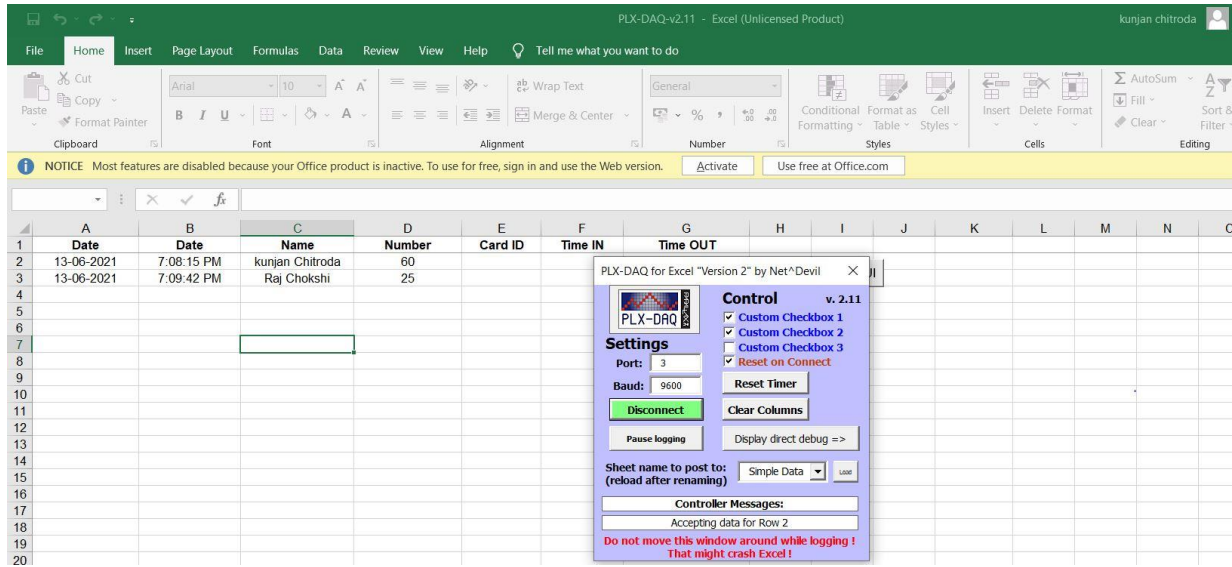 PLX-DAQ-v2.11 - Excel (Unlicensed Product) kunjan chitroda
File Home Insert Page Layout Formulas Data Review View Help Tell me what you want to do
Paste
Cut
Copy
Format Painter
Clipboard
Arial 10 A A
B I U A
Font
ab Wrap Text
Merge & Center
Alignment
General
% , .00
Number
Conditional Formatting
Format as Table
Cell Styles
Styles
Insert Delete Format
Cells
AutoSum
Fill
Clear
Sort &
Filter
Editing
NOTICE Most features are disabled because your Office product is inactive. To use for free, sign in and use the Web version. Activate Use free at Office.com
fx
A B C D E F G H I J K L M N
1 Date Date Name Number Card ID Time IN Time OUT
2 13-06-2021 7:08:15 PM kunjan Chitroda 60
3 13-06-2021 7:09:42 PM Raj Chokshi 25
4
5
6
7
8
9
10
11
12
13
14
15
16
17
18
19
20
PLX-DAQ for Excel "Version 2" by Net^Devil X
PLX-DAQ PARALLAX
Control v. 2.11
Custom Checkbox 1
Custom Checkbox 2
Custom Checkbox 3
Reset on Connect
Settings
Port: 3
Baud: 9600
Reset Timer
Disconnect Clear Columns
Pause logging Display direct debug =>
Sheet name to post to:
(reload after renaming)
Simple Data Load
Controller Messages:
Accepting data for Row 2
Do not move this window around while logging !
That might crash Excel !